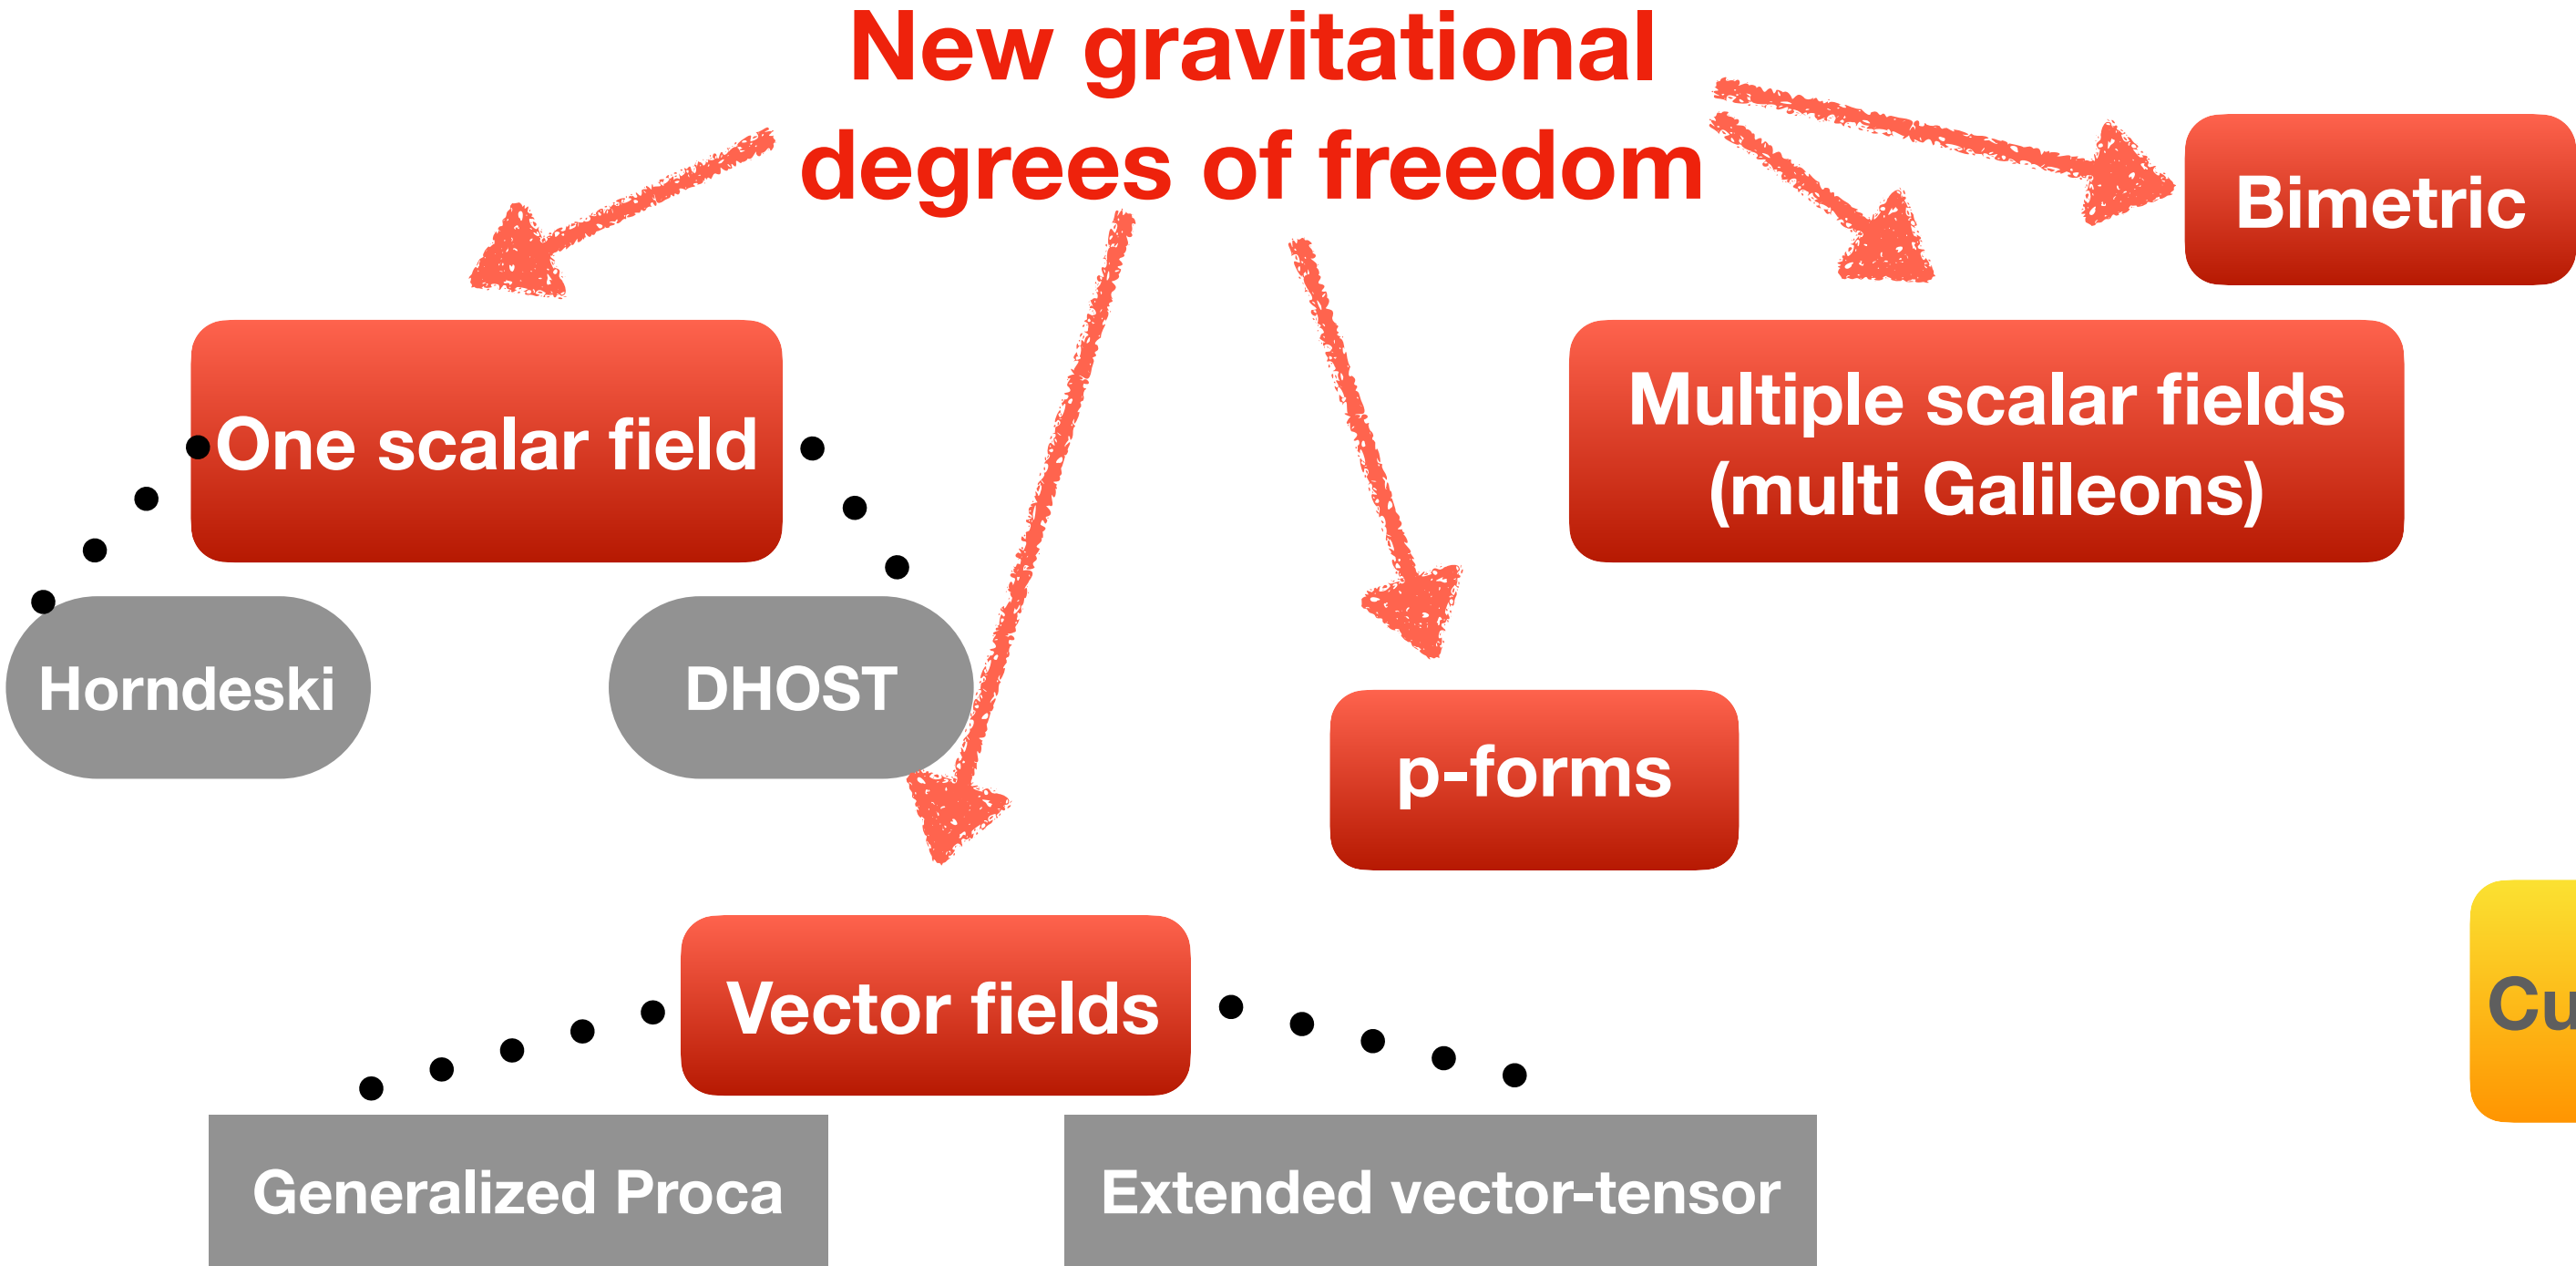 New gravitational
degrees of freedom
Bimetric
One scalar field
Multiple scalar fields
(multi Galileons)
Horndeski
DHOST
p-forms
Vector fields
Generalized Proca
Extended vector-tensor